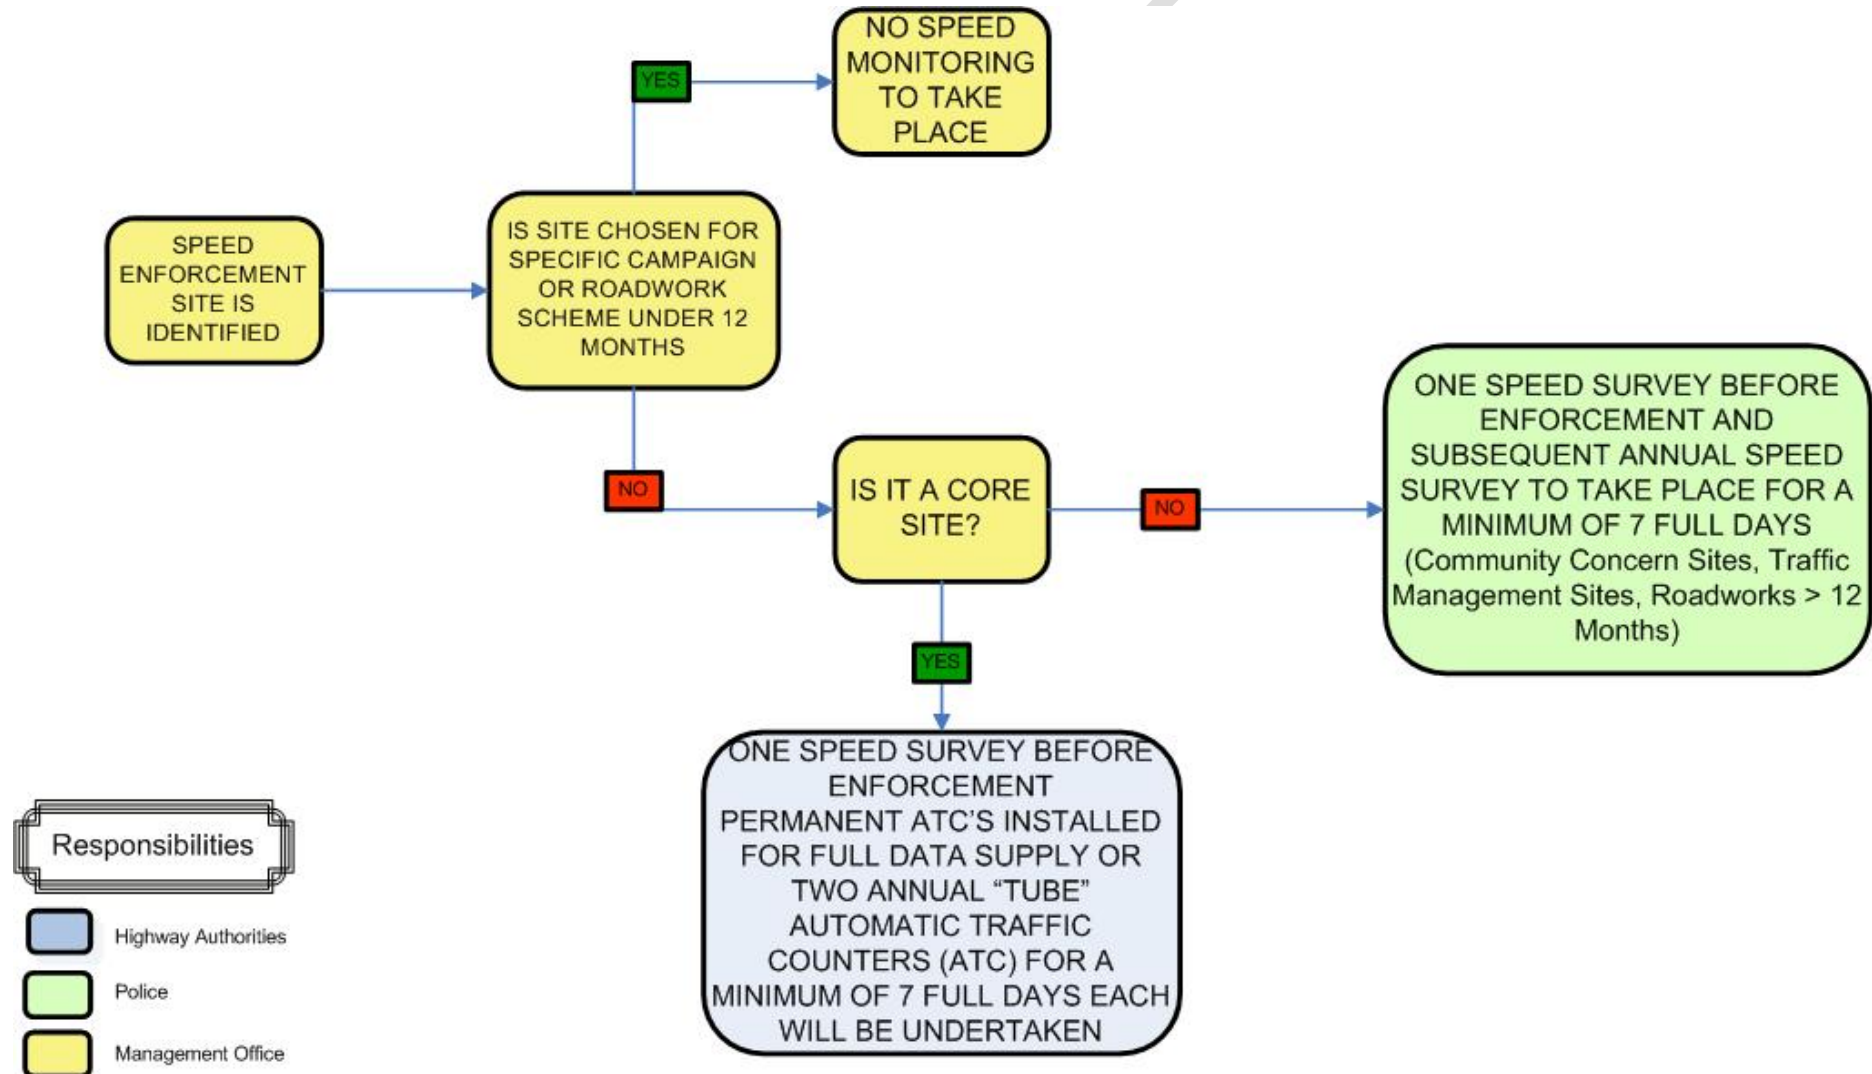 NO SPEED
MONITORING
TO TAKE
PLACE
YES
SPEED
ENFORCEMENT
SITE IS
IDENTIFIED
IS SITE CHOSEN FOR
SPECIFIC CAMPAIGN
OR ROADWORK
SCHEME UNDER 12
MONTHS
NO
IS IT A CORE
SITE?
NO
ONE SPEED SURVEY BEFORE
ENFORCEMENT AND
SUBSEQUENT ANNUAL SPEED
SURVEY TO TAKE PLACE FOR A
MINIMUM OF 7 FULL DAYS
(Community Concern Sites, Traffic
Management Sites, Roadworks > 12
Months)
YES
ONE SPEED SURVEY BEFORE
ENFORCEMENT
PERMANENT ATC'S INSTALLED
FOR FULL DATA SUPPLY OR
TWO ANNUAL “TUBE”
AUTOMATIC TRAFFIC
COUNTERS (ATC) FOR A
MINIMUM OF 7 FULL DAYS EACH
WILL BE UNDERTAKEN
Responsibilities
Highway Authorities
Police
Management Office